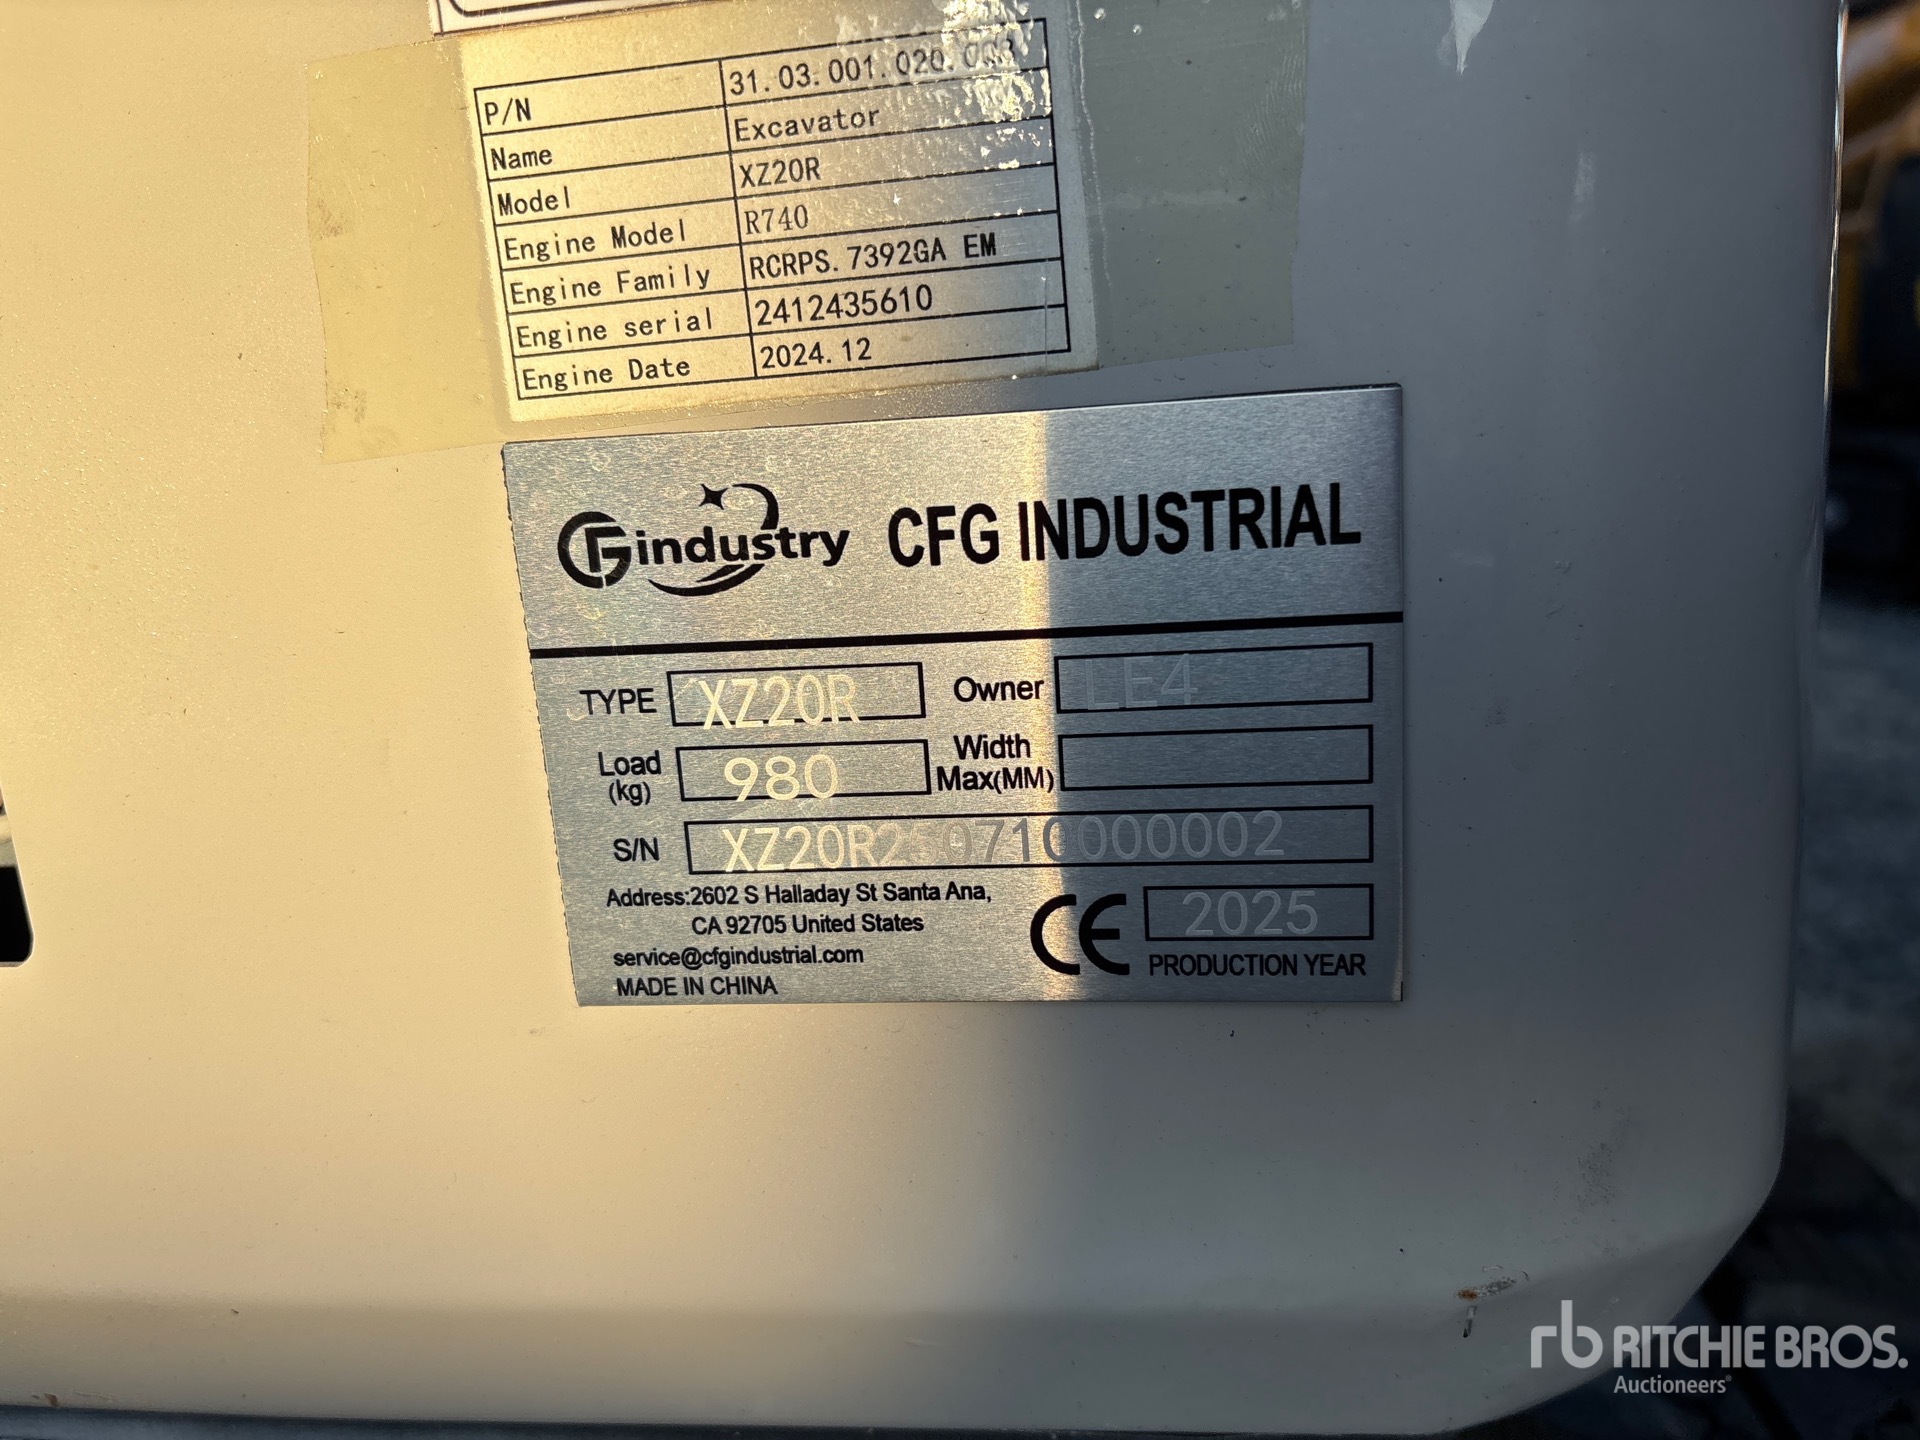 P/N 31.03.001.020.003
Name Excavator
Model XZ20R
Engine Model R740
Engine Family RCRPS.7392GA EM
Engine serial 2412435610
Engine Date 2024.12
CFGindustry CFG INDUSTRIAL
TYPE XZ20R Owner LE4
Load (kg) 980 Width Max(MM)
S/N XZ20R250710000002
Address:2602 S Halladay St Santa Ana,
CA 92705 United States
service@cfgindustrial.com
MADE IN CHINA
CE 2025
PRODUCTION YEAR
rb RITCHIE BROS.
Auctioneers